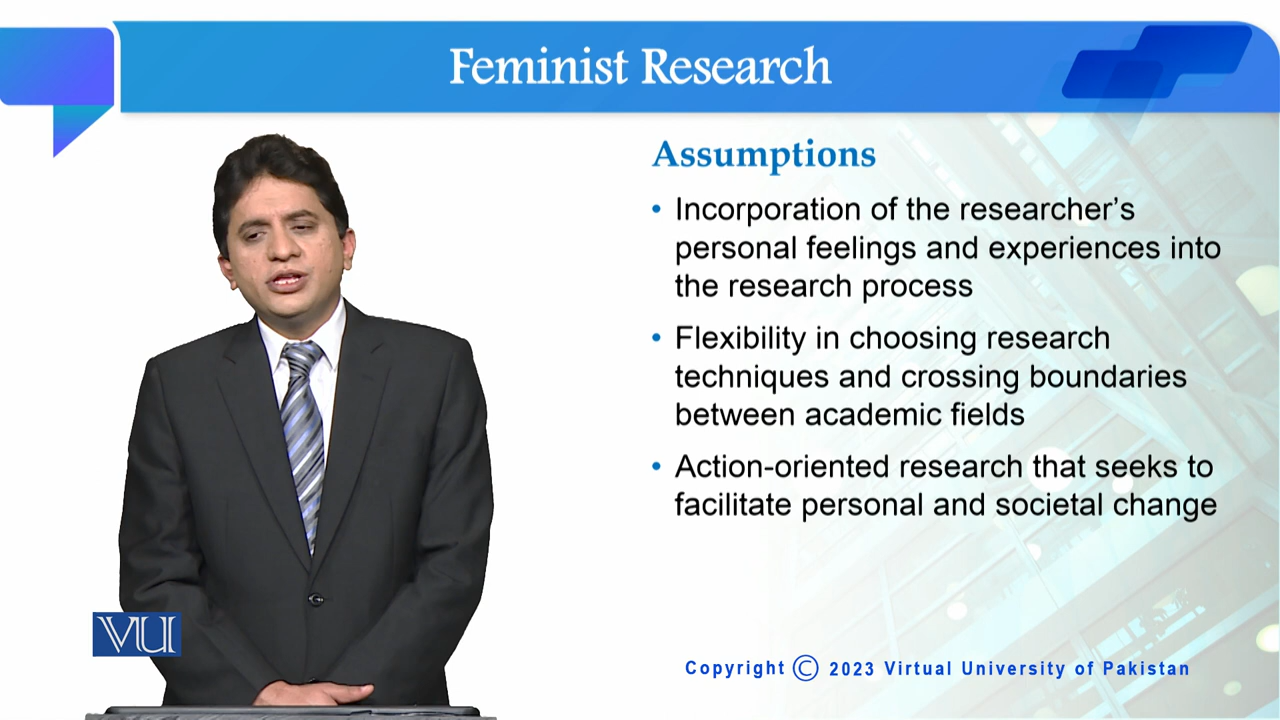 Feminist Research
Assumptions
• Incorporation of the researcher’s
personal feelings and experiences into
the research process
• Flexibility in choosing research
techniques and crossing boundaries
between academic fields
• Action-oriented research that seeks to
facilitate personal and societal change
VU
Copyright © 2023 Virtual University of Pakistan